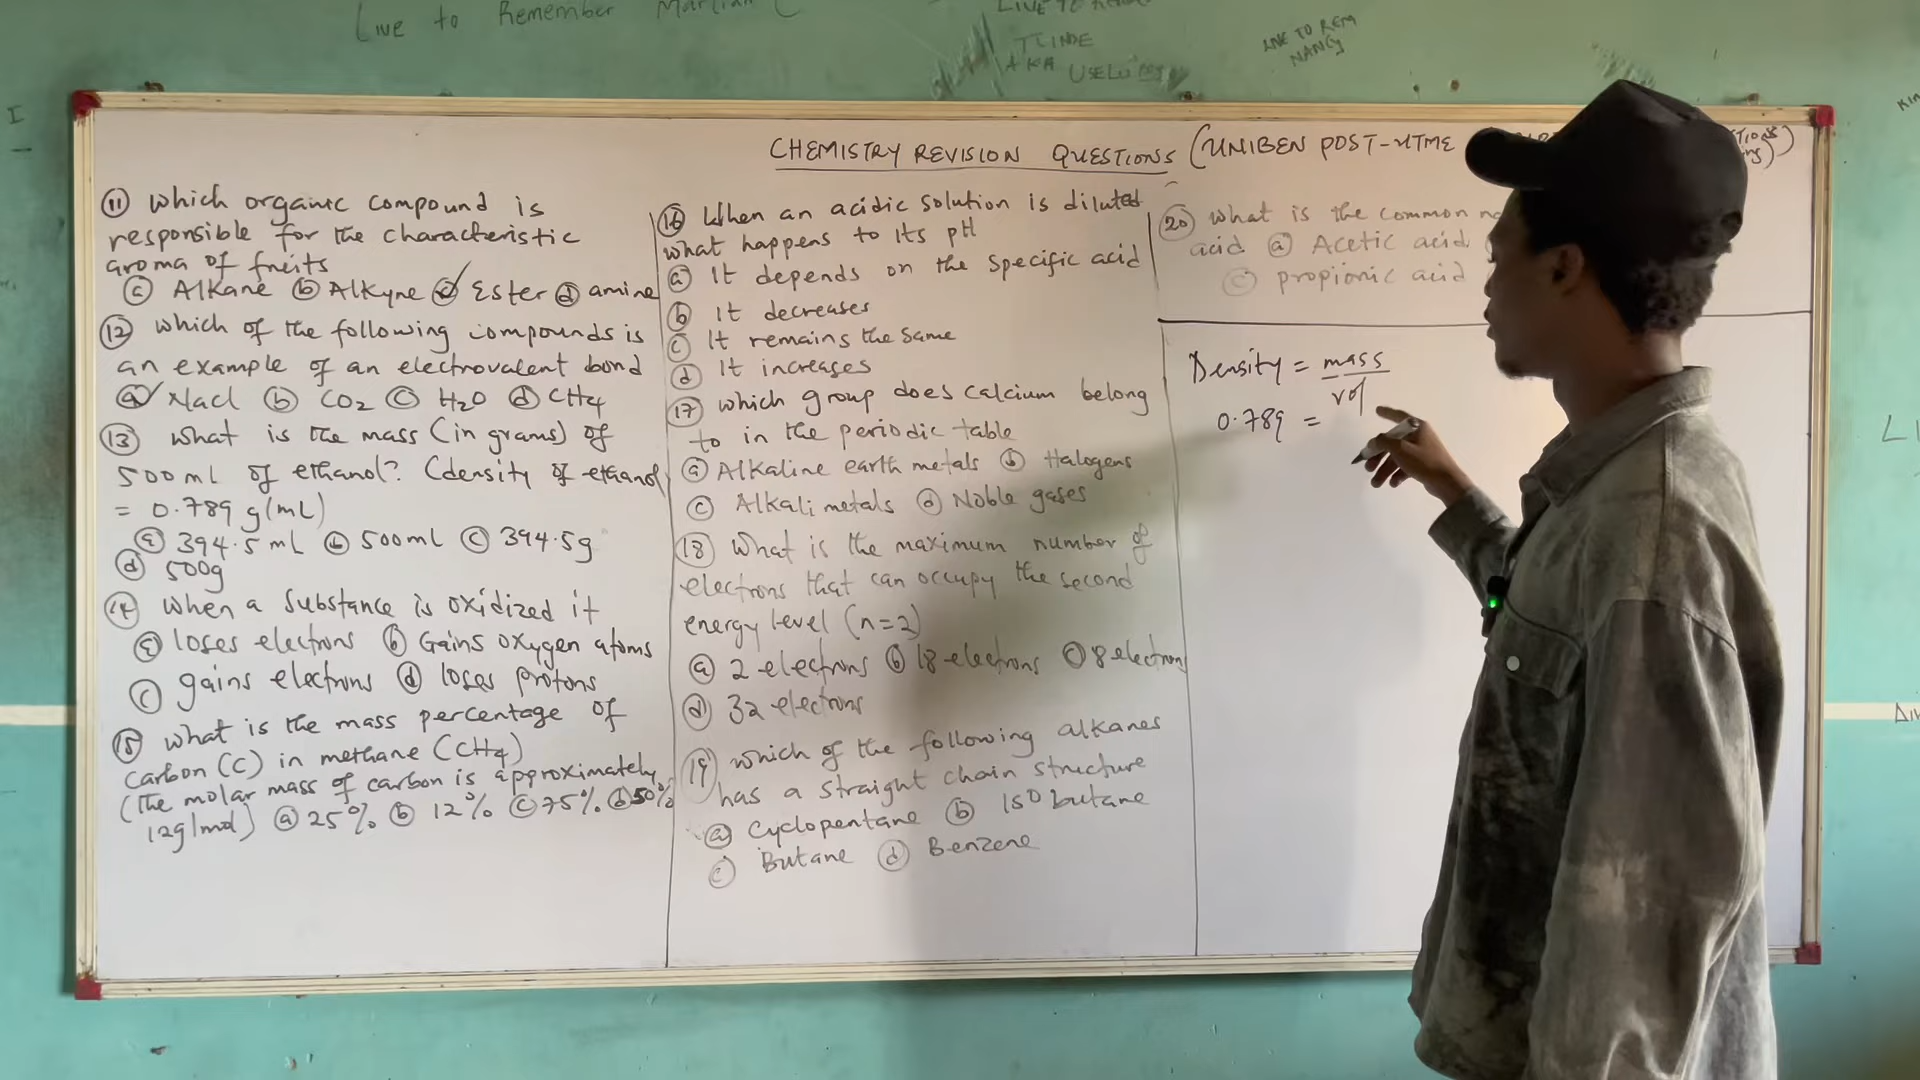 Live to Remember
LIVE TO
TCINDE
AKA
LIVE TO REM
NANCY
I
CHEMISTRY REVISION QUESTIONS (UNIBEN POST-UTME
11 which organic compound is
responsible for the characteristic
aroma of fruits
a Alkane b Alkyne c Ester d amine
12 which of the following compounds is
an example of an electrovalent bond
a Nacl b CO2 c H2O d CH4
13 what is the mass (in grams) of
500ml of ethanol? (density of ethanol
= 0.789 g/mL)
a 394.5 mL b 500ml c 394.5g
d 500g
14 when a substance is oxidized it
a loses electrons b Gains oxygen atoms
c gains electrons d loses protons
15 what is the mass percentage of
carbon (C) in methane (CH4)
(the molar mass of carbon is approximately
12g/mol) a 25% b 12% c 75% d 50%
16 When an acidic solution is diluted
what happens to its pH
a It depends on the specific acid
b It decreases
c It remains the same
d It increases
17 which group does calcium belong
to in the periodic table
a Alkaline earth metals b Halogens
c Alkali metals d Noble gases
18 what is the maximum number of
electrons that can occupy the second
energy level (n=2)
a 2 electrons b 18 electrons c 8 electrons
d 32 electrons
19 which of the following alkanes
has a straight chain structure
a Cyclopentane b Iso butane
c Butane d Benzene
20 what is the common
acid a Acetic acid
c propionic acid
Density = mass
vol
0.789 =